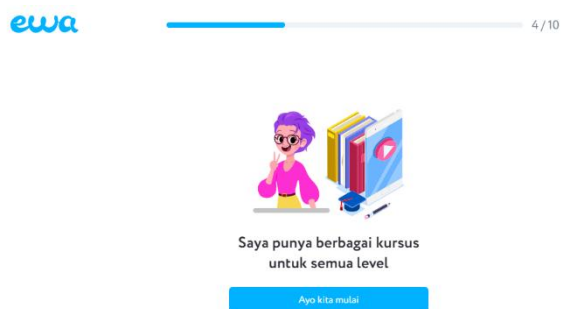 ewa
4/10
Saya punya berbagai kursus
untuk semua level
Ayo kita mulai